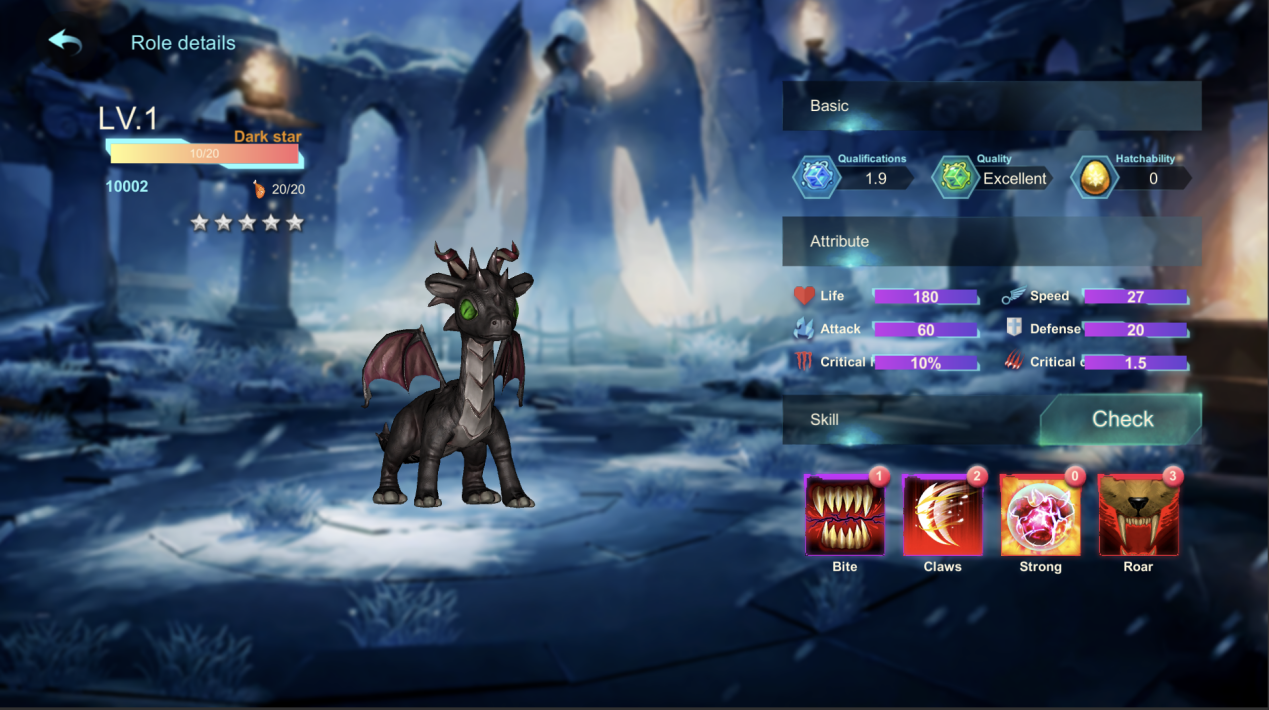 Role details
LV.1
Dark star
10/20
10002
20/20
Basic
Qualifications
1.9
Quality
Excellent
Hatchability
0
Attribute
Life
180
Speed
27
Attack
60
Defense
20
Critical
10%
Critical
1.5
Skill
Check
1
2
0
3
Bite
Claws
Strong
Roar